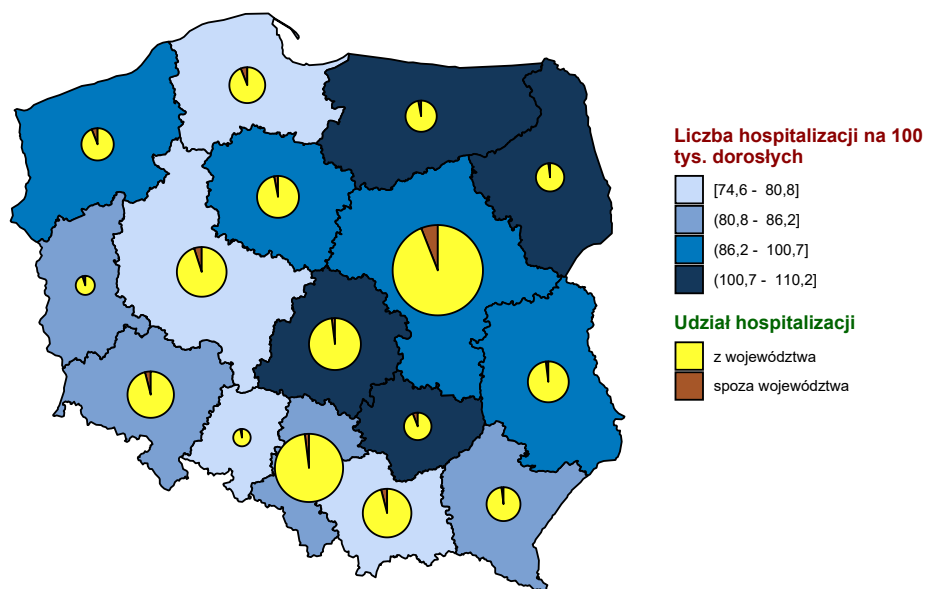 Liczba hospitalizacji na 100
tys. dorosłych
[74,6 - 80,8]
(80,8 - 86,2]
(86,2 - 100,7]
(100,7 - 110,2]
Udział hospitalizacji
z województwa
spoza województwa